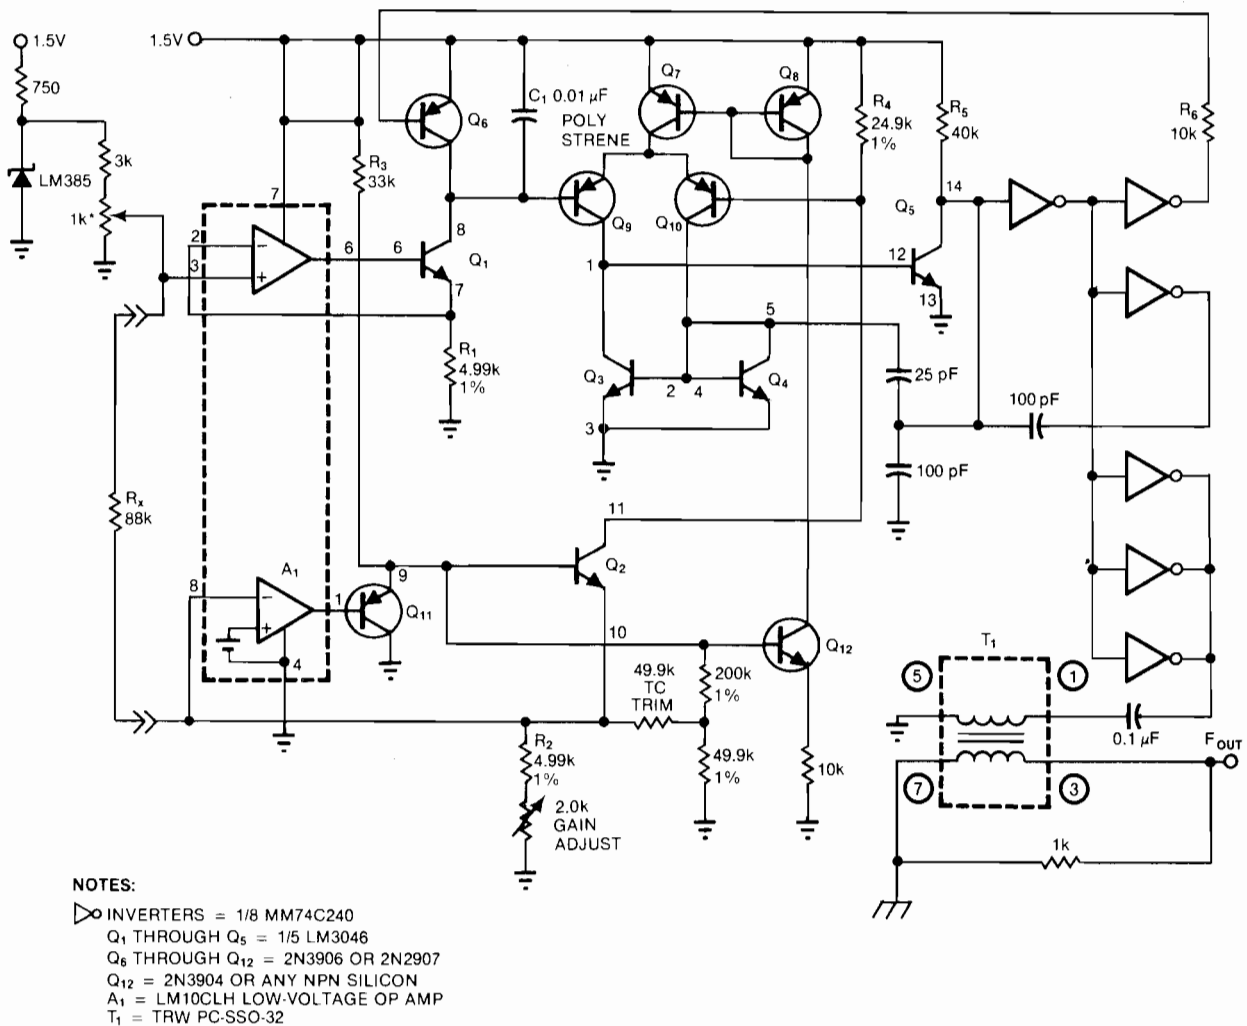 1.5V
1.5V
750
LM385
3k
1k*
7
2
3
6
6
8
7
Q1
R1
4.99k
1%
R3
33k
Q6
C1 0.01 µF
POLY
STRENE
Q7
Q8
Q9
Q10
R4
24.9k
1%
R5
40k
R6
10k
14
Q5
12
13
1
5
Q3
2
4
Q4
3
25 pF
100 pF
100 pF
Rx
88k
8
A1
1
4
9
Q11
11
Q2
10
Q12
49.9k
TC
TRIM
200k
1%
49.9k
1%
10k
R2
4.99k
1%
2.0k
GAIN
ADJUST
T1
5
1
7
3
0.1 µF
FOUT
1k
NOTES:
INVERTERS = 1/8 MM74C240
Q1 THROUGH Q5 = 1/5 LM3046
Q6 THROUGH Q12 = 2N3906 OR 2N2907
Q12 = 2N3904 OR ANY NPN SILICON
A1 = LM10CLH LOW-VOLTAGE OP AMP
T1 = TRW PC-SSO-32